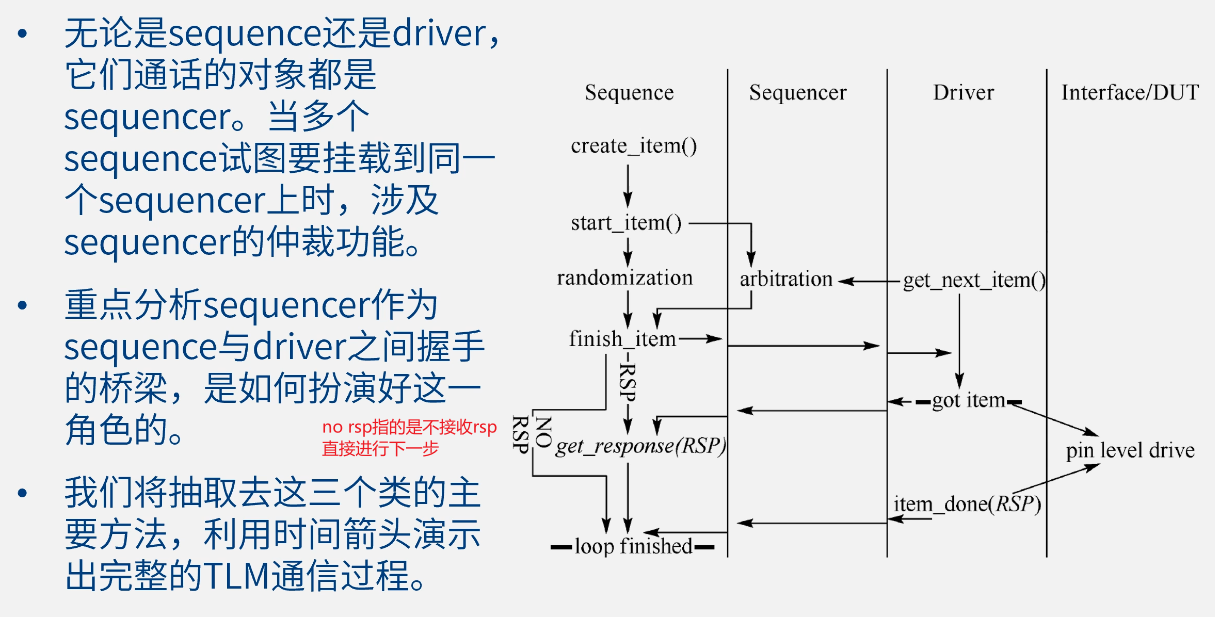 • 无论是sequence还是driver，
它们通话的对象都是
sequencer。当多个
sequence试图要挂载到同一
个sequencer上时，涉及
sequencer的仲裁功能。
• 重点分析sequencer作为
sequence与driver之间握手
的桥梁，是如何扮演好这一
角色的。
no rsp指的是不接收rsp
直接进行下一步
• 我们将抽取去这三个类的主
要方法，利用时间箭头演示
出完整的TLM通信过程。
Sequence Sequencer Driver Interface/DUT
create_item()
start_item()
randomization arbitration get_next_item()
finish_item
RSP
NO
RSP
got item
get_response(RSP) pin level drive
item_done(RSP)
loop finished